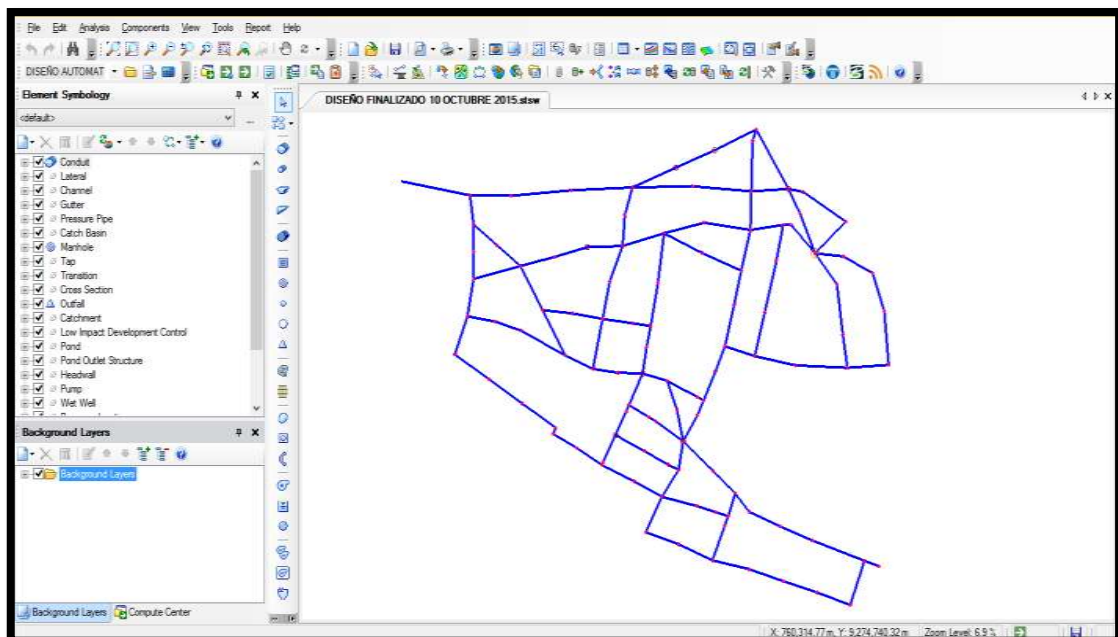 File Edit Analysis Components View Tools Report Help
DISEÑO AUTOMAT
Element Symbology
<default>
Conduit
Lateral
Channel
Gutter
Pressure Pipe
Catch Basin
Manhole
Tap
Transition
Cross Section
Outfall
Catchment
Low Impact Development Control
Pond
Pond Outlet Structure
Headwall
Pump
Wet Well
Background Layers
Background Layers
Background Layers Compute Center
DISEÑO FINALIZADO 10 OCTUBRE 2015.stsw
X: 760,314.77 m, Y: 9,274,740.32 m Zoom Level: 6.9 %